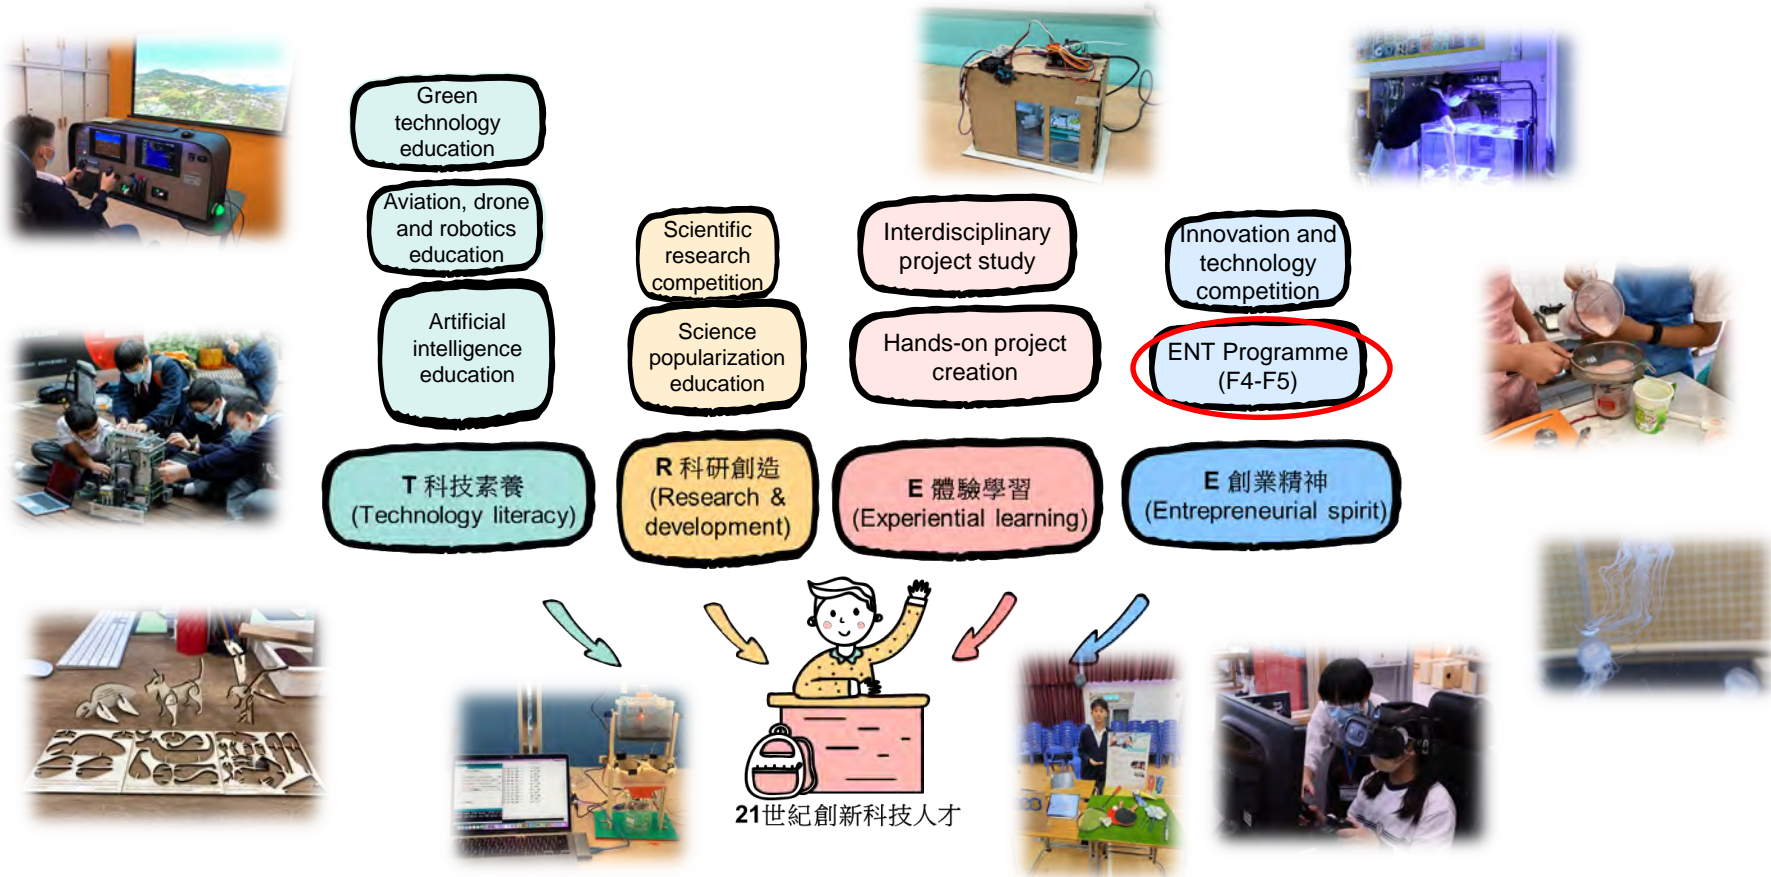 Green
technology
education
Aviation, drone
and robotics
education
Artificial
intelligence
education
T 科技素養
(Technology literacy)
Scientific
research
competition
Science
popularization
education
R 科研創造
(Research &
development)
Interdisciplinary
project study
Hands-on project
creation
E 體驗學習
(Experiential learning)
Innovation and
technology
competition
ENT Programme
(F4-F5)
E 創業精神
(Entrepreneurial spirit)
21世紀創新科技人才